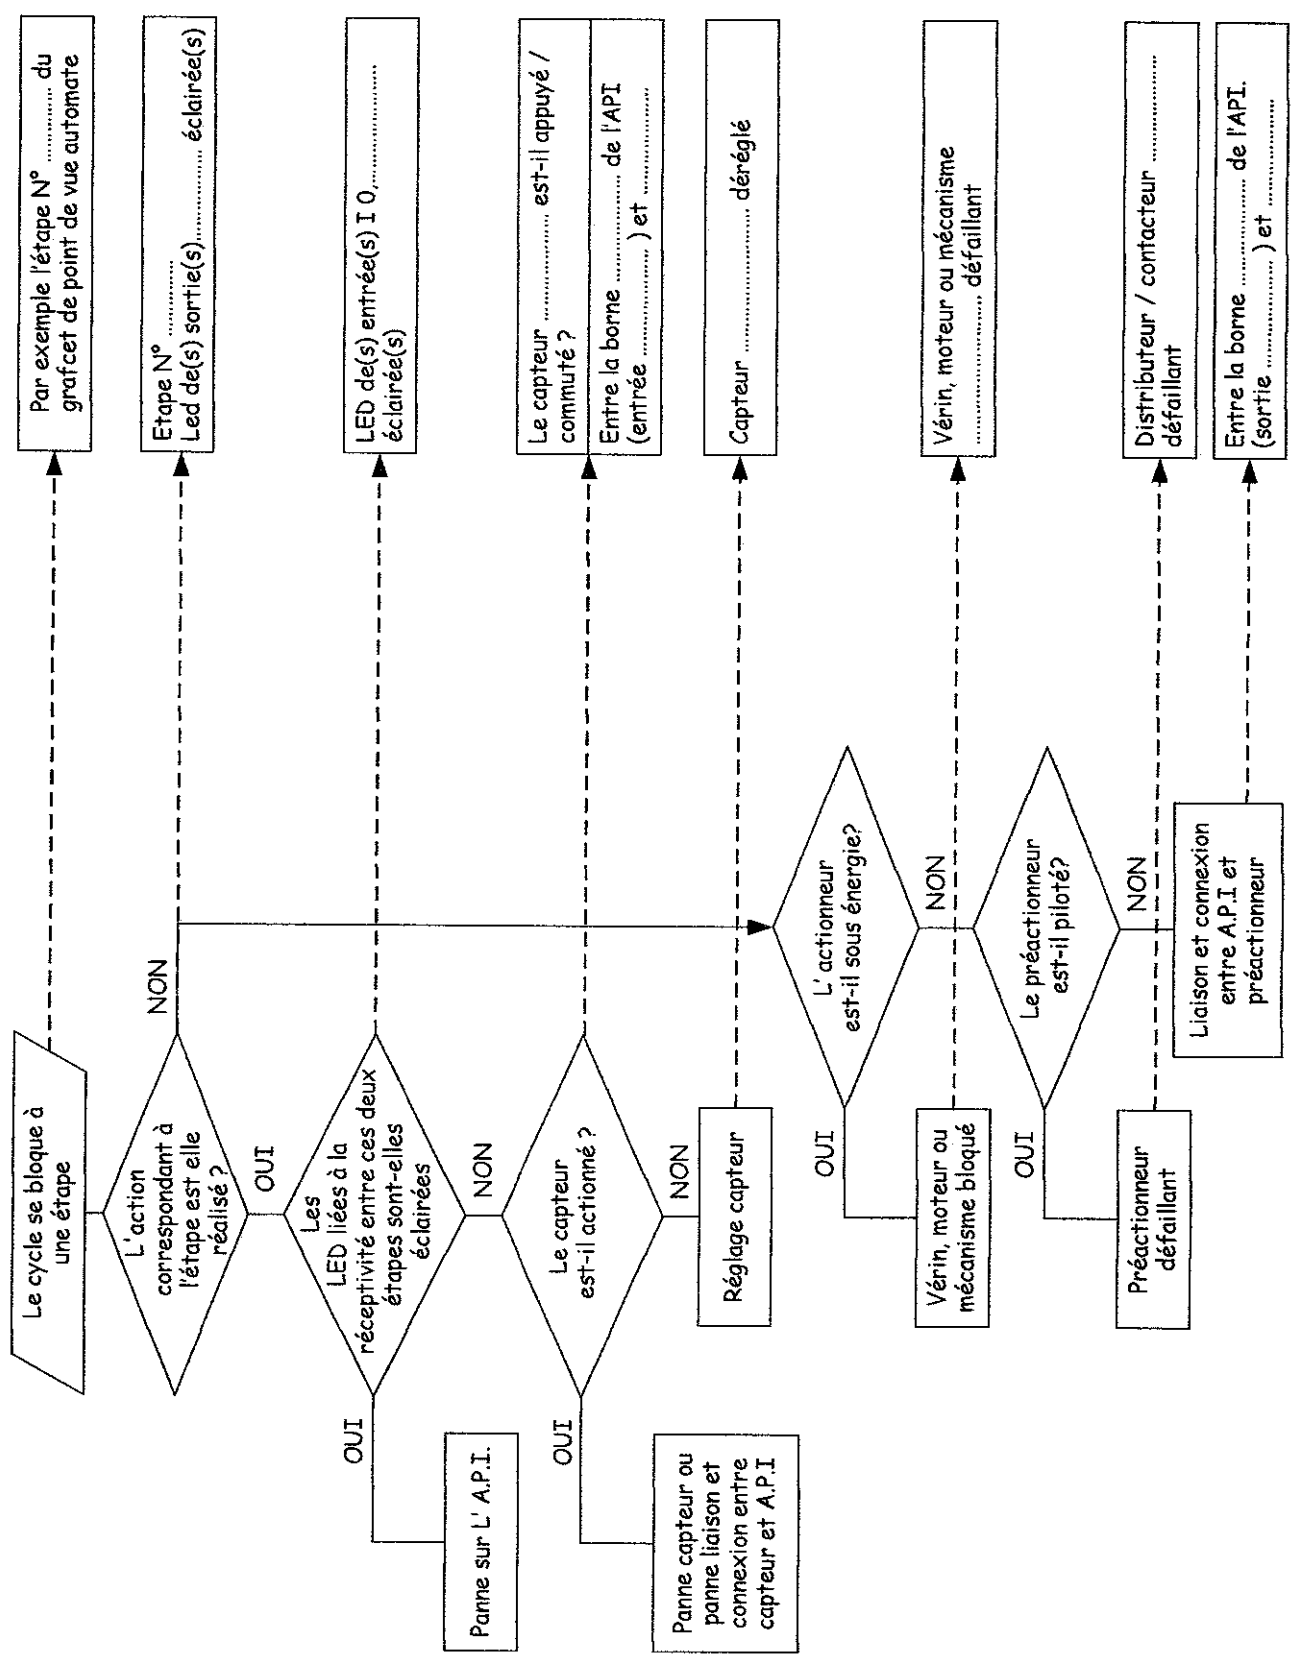 Le cycle se bloque à
une étape
Par exemple l'étape N° ............ du
grafcet de point de vue automate
L'action
correspondant à
l'étape est elle
réalisé ?
NON
OUI
Etape N° ............
Led de(s) sortie(s)............ éclairée(s)
Les
LED liées à la
réceptivité entre ces deux
étapes sont-elles
éclairées
OUI
NON
LED de(s) entrée(s) I 0,............
éclairée(s)
Panne sur L' A.P.I.
Le capteur
est-il actionné ?
OUI
NON
Le capteur ............ est-il appuyé /
commuté ?
Entre la borne ............ de l'API
(entrée ............ ) et ............
Panne capteur ou
panne liaison et
connexion entre
capteur et A.P.I
Réglage capteur
Capteur ............ déréglé
L' actionneur
est-il sous énergie?
OUI
NON
Vérin, moteur ou
mécanisme bloqué
Vérin, moteur ou mécanisme
............ défaillant
Le préactionneur
est-il piloté?
OUI
NON
Préactionneur
défaillant
Distributeur / contacteur ............
défaillant
Liaison et connexion
entre A.P.I et
préactionneur
Entre la borne ............ de l'API.
(sortie ............ ) et ............